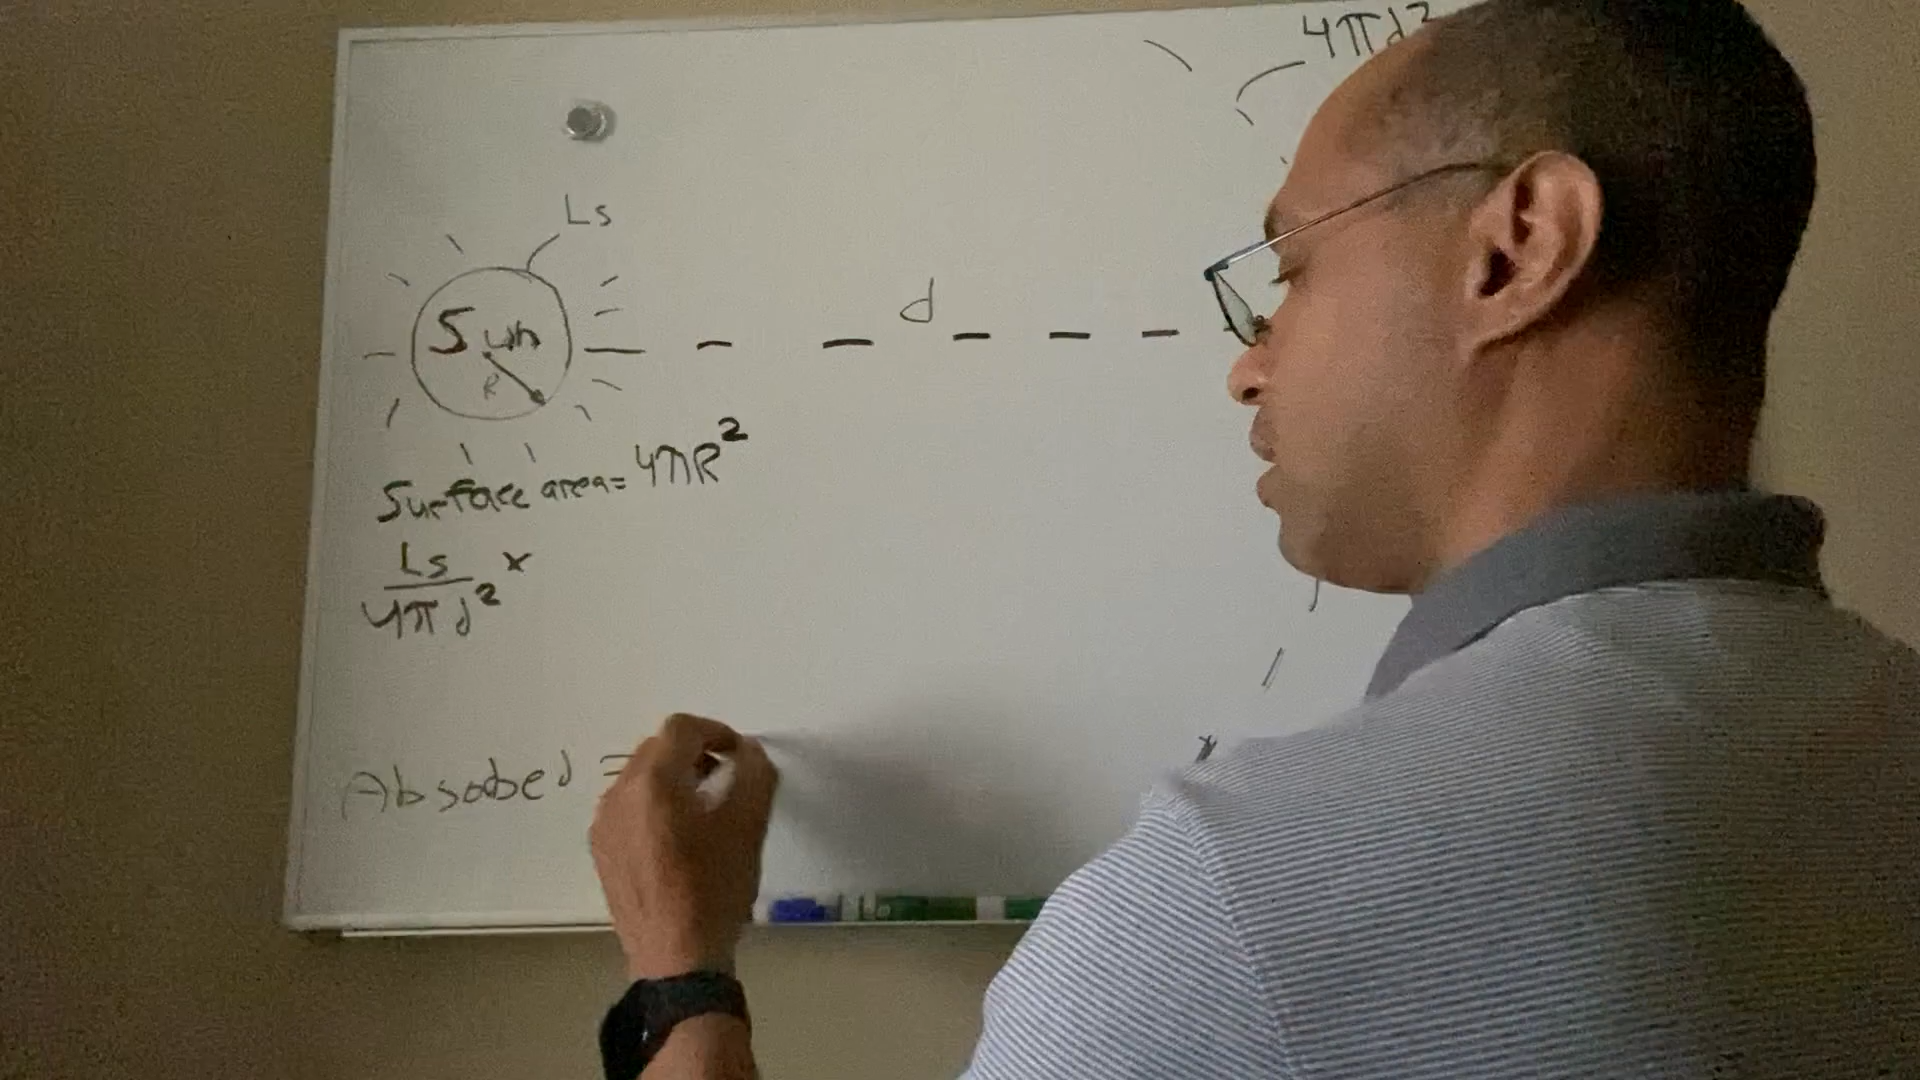 4πd²
Ls
Sun
R
d
Surface area = 4πR²
Ls
4πd² x
Absobed =